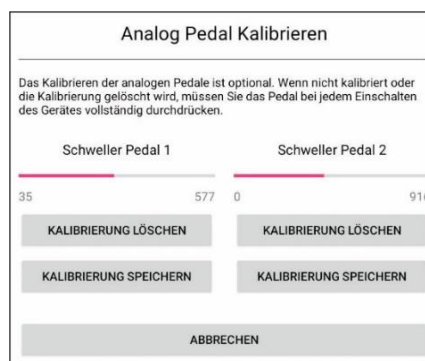 Analog Pedal Kalibrieren
Das Kalibrieren der analogen Pedale ist optional. Wenn nicht kalibriert oder
die Kalibrierung gelöscht wird, müssen Sie das Pedal bei jedem Einschalten
des Gerätes vollständig durchdrücken.
Schweller Pedal 1
35 577
KALIBRIERUNG LÖSCHEN
KALIBRIERUNG SPEICHERN
Schweller Pedal 2
0 916
KALIBRIERUNG LÖSCHEN
KALIBRIERUNG SPEICHERN
ABBRECHEN